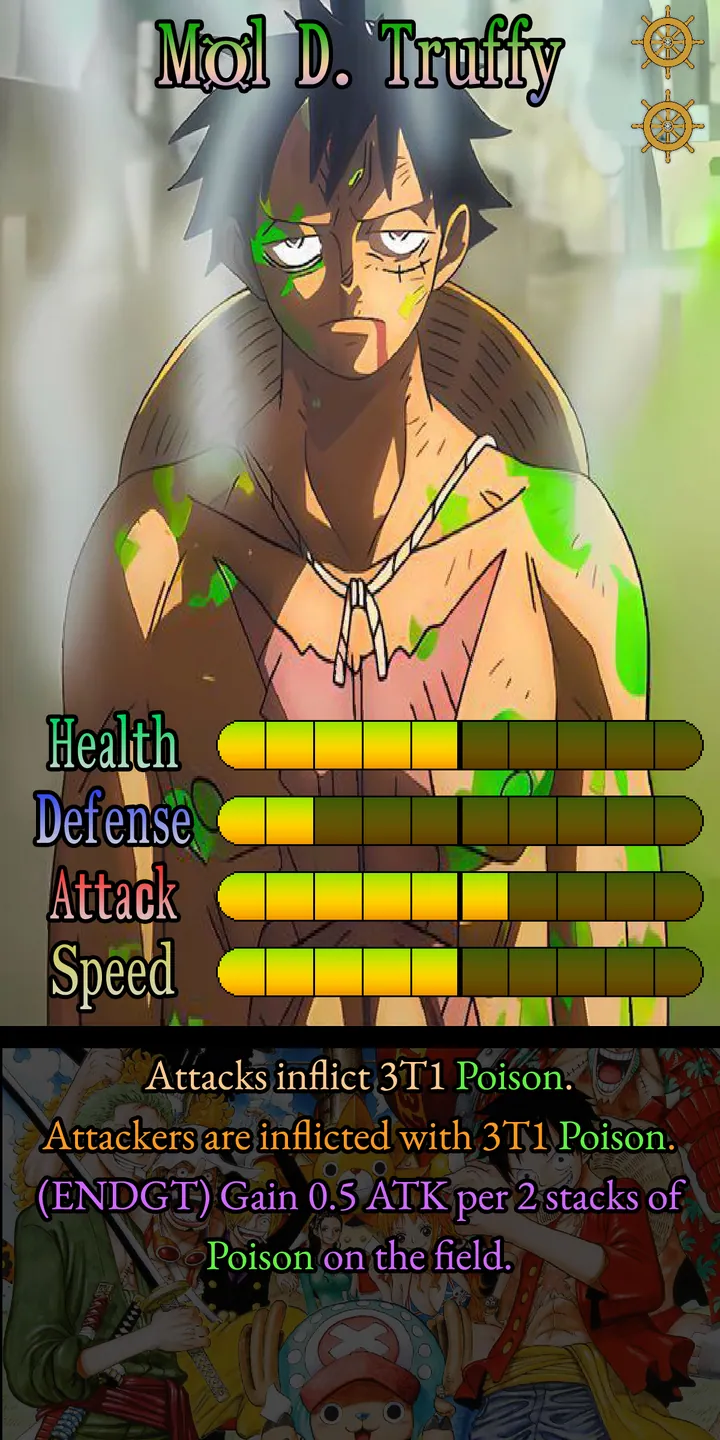 Mol D. Truffy
Health
Defense
Attack
Speed
Attacks inflict 3T1 Poison.
Attackers are inflicted with 3T1 Poison.
(ENDGT) Gain 0.5 ATK per 2 stacks of
Poison on the field.